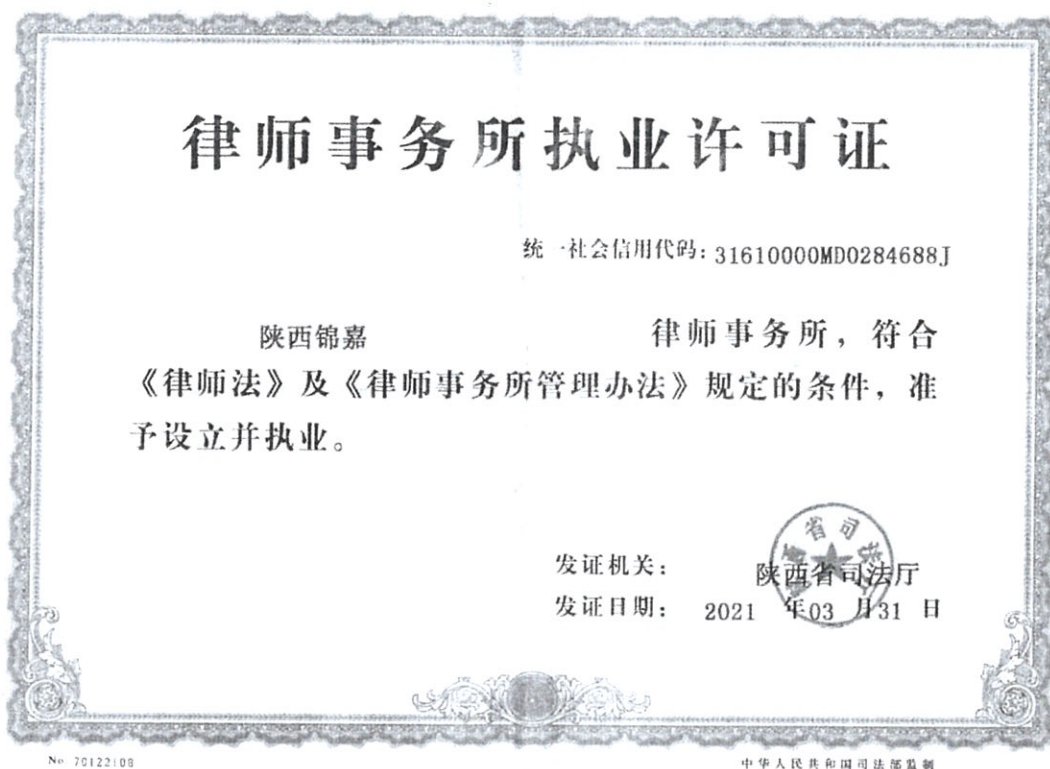 律师事务所执业许可证
统一社会信用代码: 31610000MD0284688J
陕西锦嘉 律师事务所，符合
《律师法》及《律师事务所管理办法》规定的条件，准
予设立并执业。
发证机关： 陕西省司法厅
发证日期： 2021 年03 月31 日
No. 70122108
中华人民共和国司法部监制